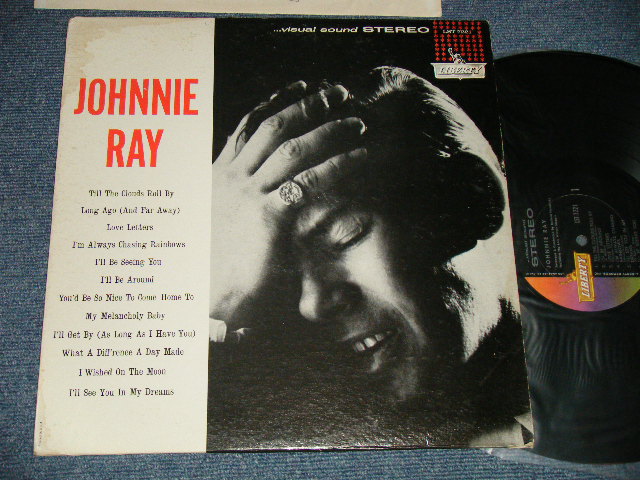 ...visual sound STEREO
LIBERTY
JOHNNIE
RAY
Till The Clouds Roll By
Long Ago (And Far Away)
Love Letters
I'm Always Chasing Rainbows
I'll Be Seeing You
I'll Be Around
You'd Be So Nice To Come Home To
My Melancholy Baby
I'll Get By (As Long As I Have You)
What A Diff'rence A Day Made
I Wished On The Moon
I'll See You In My Dreams
STEREO
JOHNNIE RAY
LIBERTY